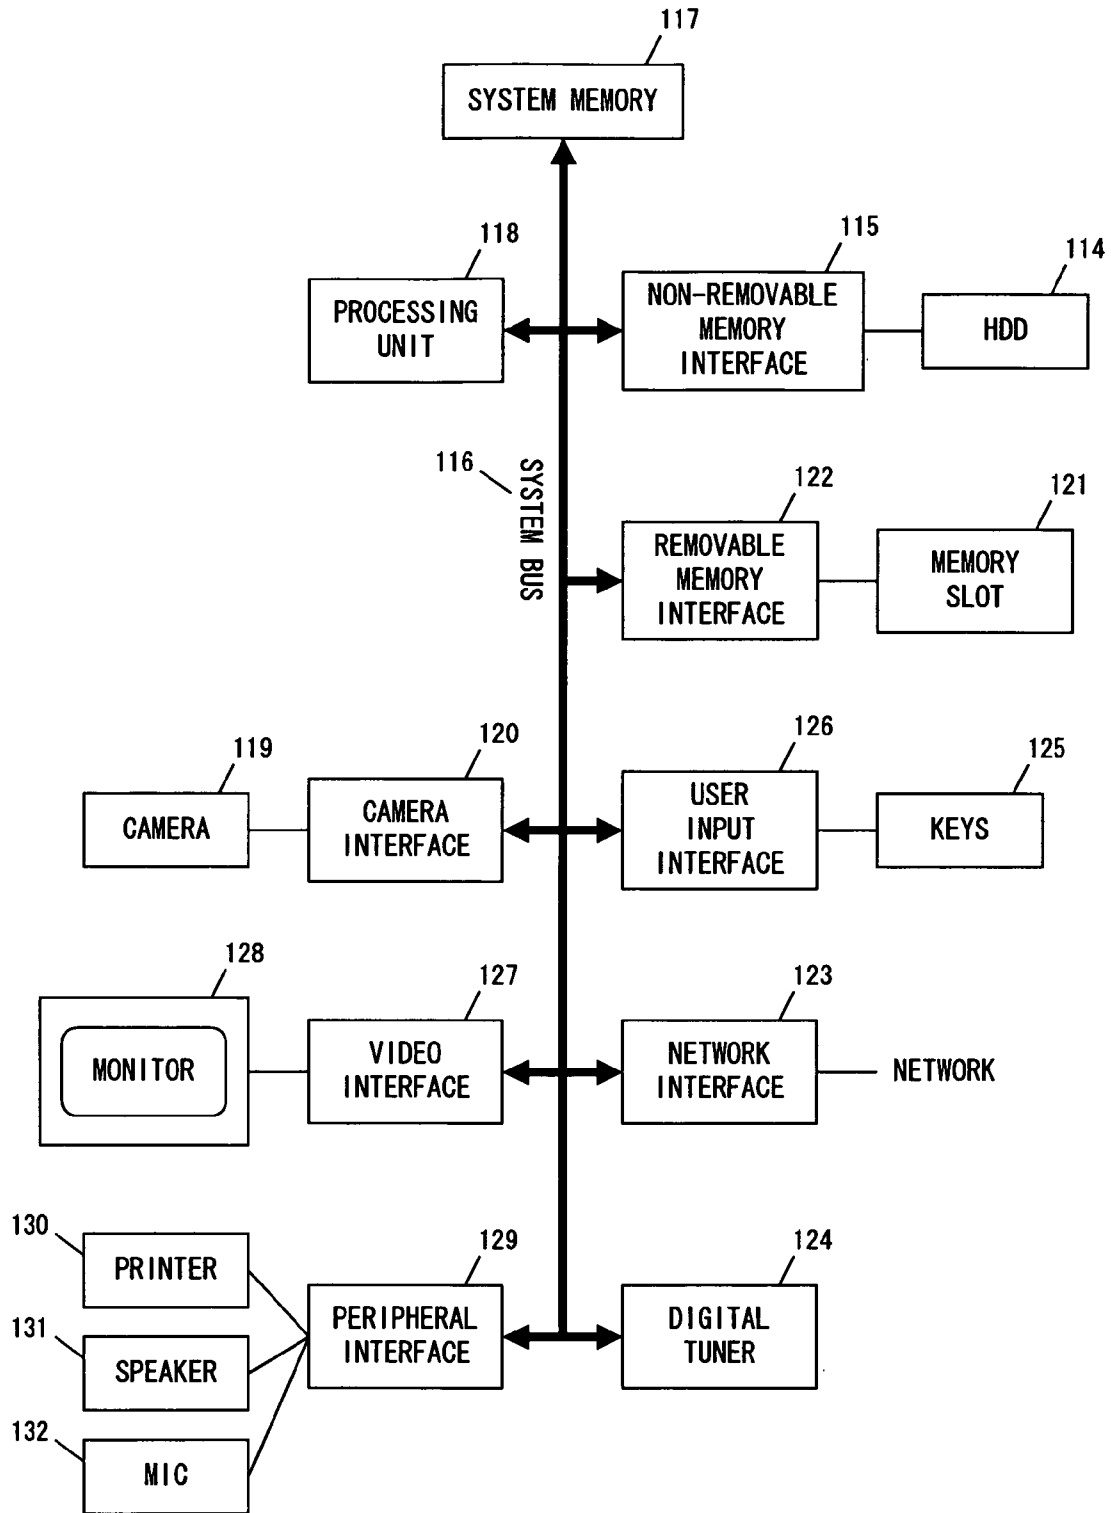 117
SYSTEM MEMORY
118
PROCESSING
UNIT
115
NON-REMOVABLE
MEMORY
INTERFACE
114
HDD
116
SYSTEM BUS
122
REMOVABLE
MEMORY
INTERFACE
121
MEMORY
SLOT
119
CAMERA
120
CAMERA
INTERFACE
126
USER
INPUT
INTERFACE
125
KEYS
128
MONITOR
127
VIDEO
INTERFACE
123
NETWORK
INTERFACE
NETWORK
130
PRINTER
131
SPEAKER
132
MIC
129
PERIPHERAL
INTERFACE
124
DIGITAL
TUNER